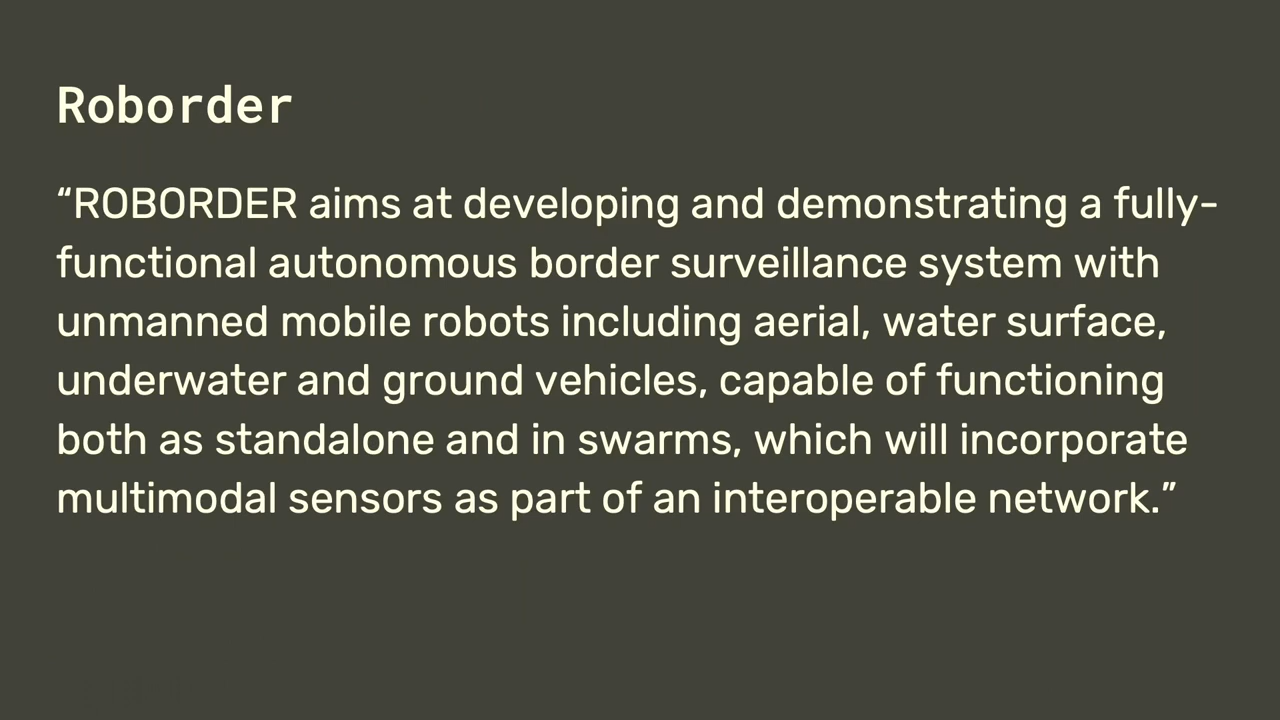 Roborder
“ROBORDER aims at developing and demonstrating a fully-
functional autonomous border surveillance system with
unmanned mobile robots including aerial, water surface,
underwater and ground vehicles, capable of functioning
both as standalone and in swarms, which will incorporate
multimodal sensors as part of an interoperable network.”